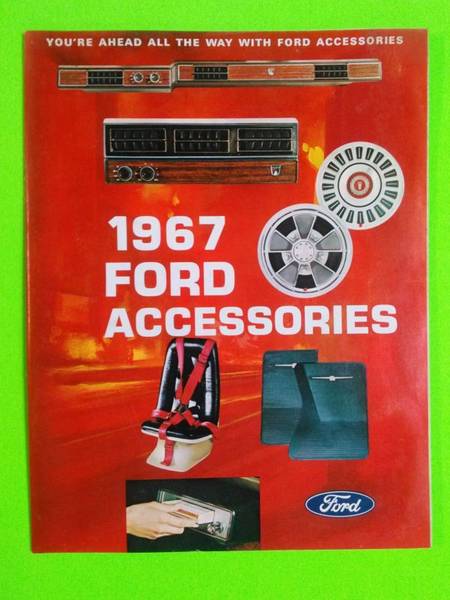 YOU'RE AHEAD ALL THE WAY WITH FORD ACCESSORIES
1967
FORD
ACCESSORIES
Ford